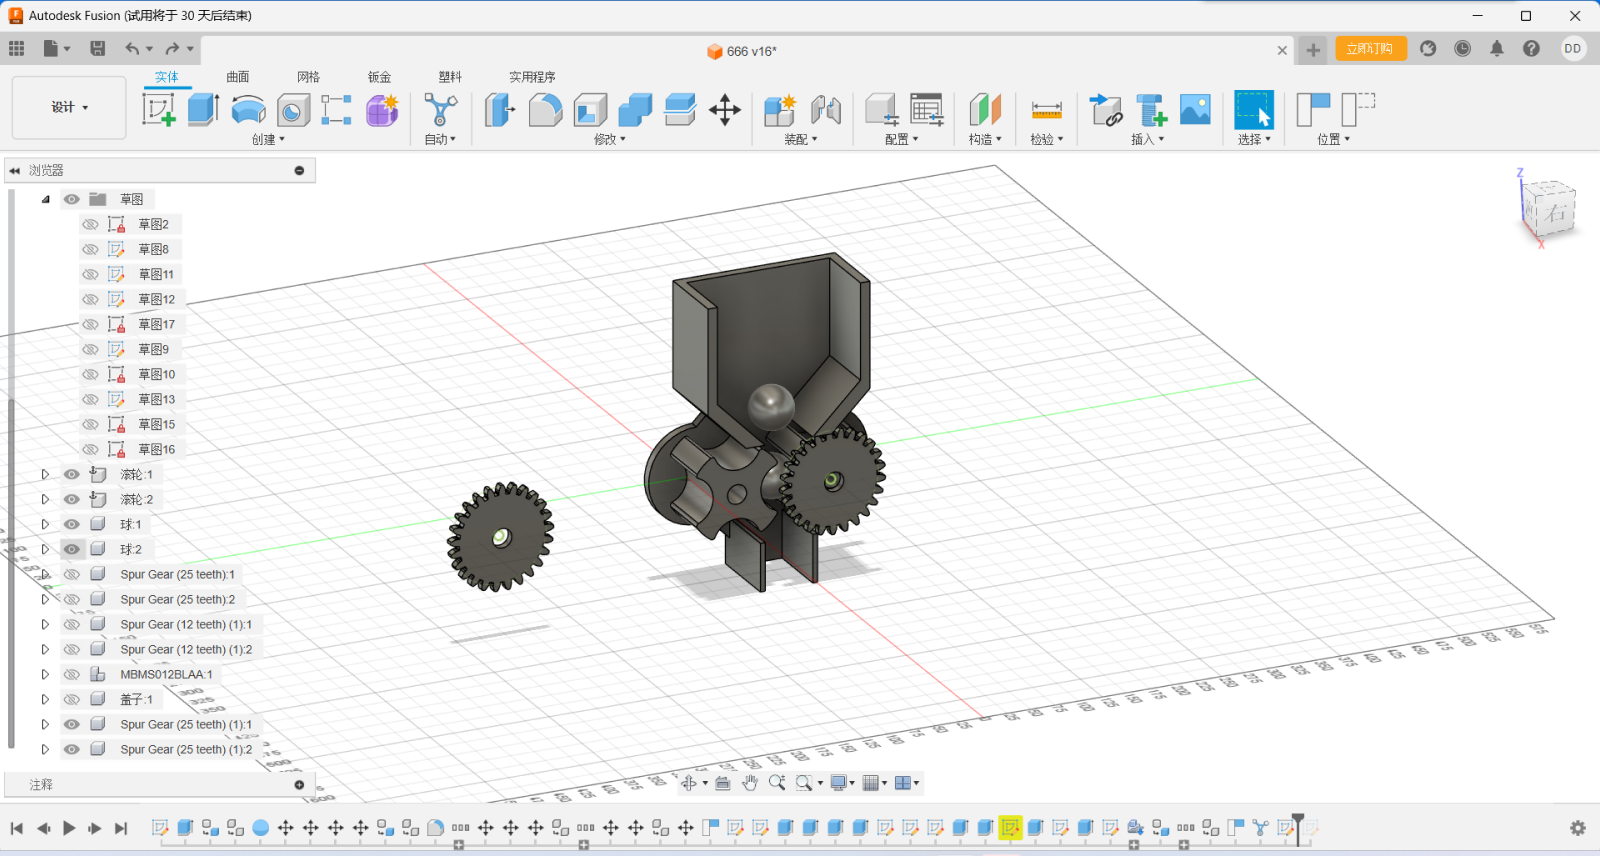 Autodesk Fusion (试用将于 30 天后结束)
666 v16*
立即订购
DD
设计
实体 曲面 网格 钣金 塑料 实用程序
创建 自动 修改 装配 配置 构造 检验 插入 选择 位置
浏览器
草图
草图2
草图8
草图11
草图12
草图17
草图9
草图10
草图13
草图15
草图16
滚轮:1
滚轮:2
球:1
球:2
Spur Gear (25 teeth):1
Spur Gear (25 teeth):2
Spur Gear (12 teeth) (1):1
Spur Gear (12 teeth) (1):2
MBMS012BLAA:1
盖子:1
Spur Gear (25 teeth) (1):1
Spur Gear (25 teeth) (1):2
注释
Z
右
X